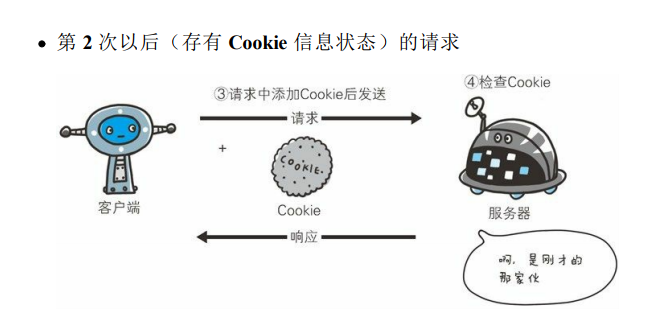 • 第 2 次以后（存有 Cookie 信息状态）的请求
③请求中添加Cookie后发送
④检查Cookie
请求
+
COOKIE
客户端
Cookie
服务器
响应
啊，是刚才的
那家伙